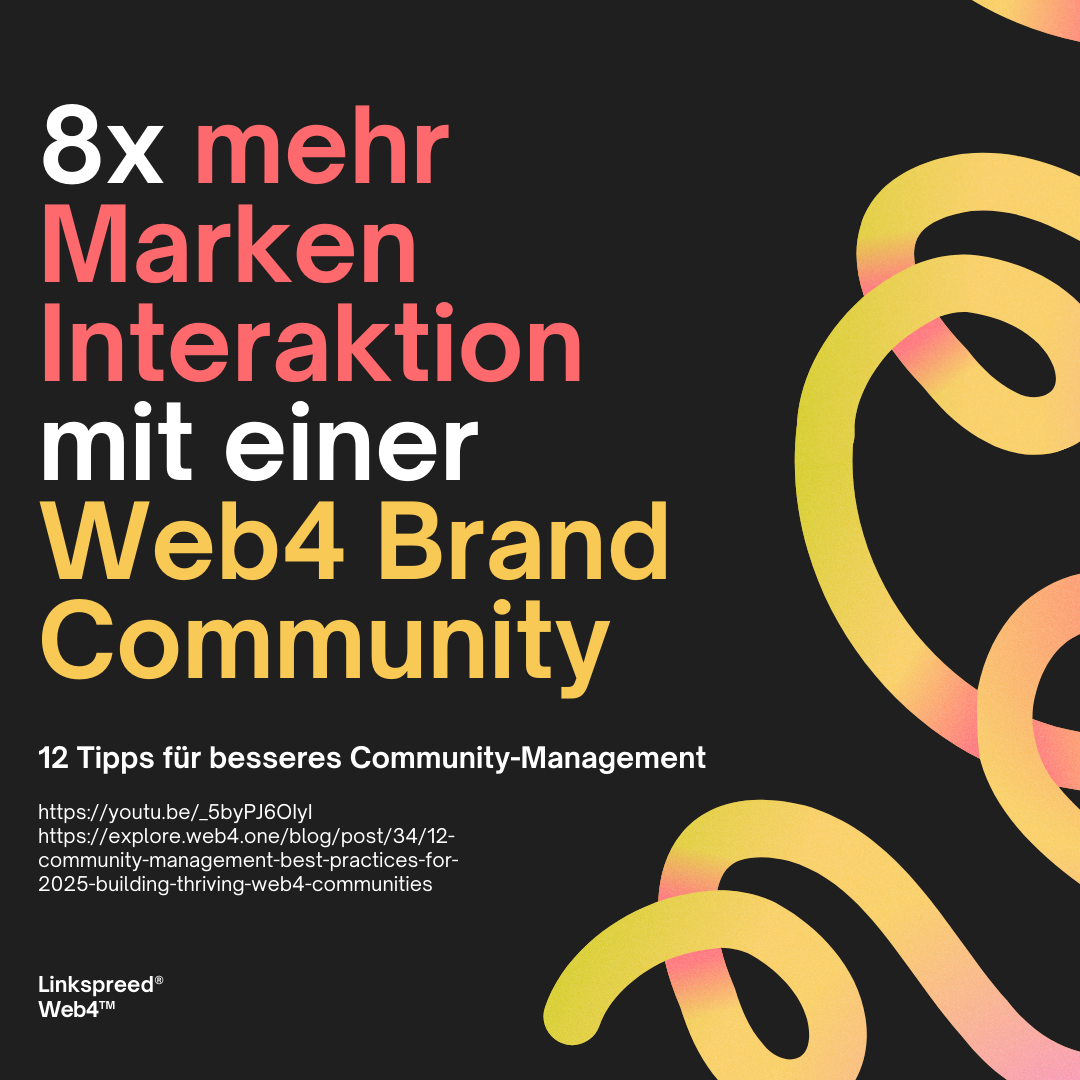 8x mehr
Marken
Interaktion
mit einer
Web4 Brand
Community
12 Tipps für besseres Community-Management
https://youtu.be/_5byPJ6OIyI
https://explore.web4.one/blog/post/34/12-
community-management-best-practices-for-
2025-building-thriving-web4-communities
Linkspreed®
Web4™